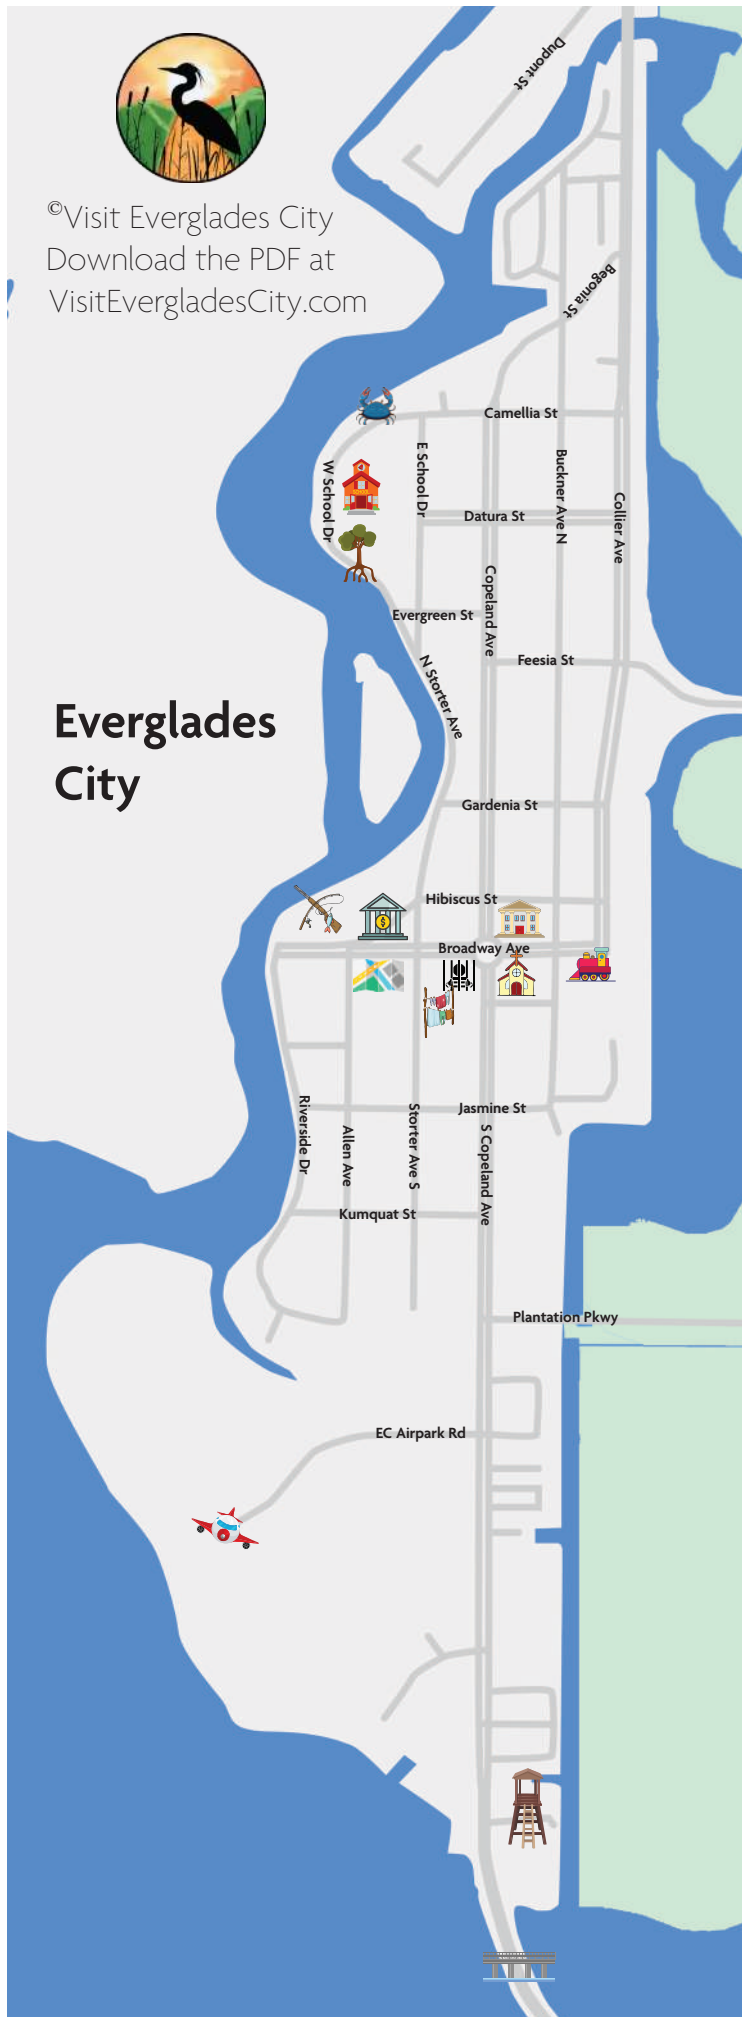 Dupont St
©Visit Everglades City
Download the PDF at
VisitEvergladesCity.com
Begonia St
Camellia St
W School Dr
E School Dr
Buckner Ave N
Collier Ave
Datura St
Copeland Ave
Evergreen St
Feesia St
N Storter Ave
Everglades
City
Gardenia St
Hibiscus St
Broadway Ave
Riverside Dr
Allen Ave
Storter Ave S
Jasmine St
S Copeland Ave
Kumquat St
Plantation Pkwy
EC Airpark Rd